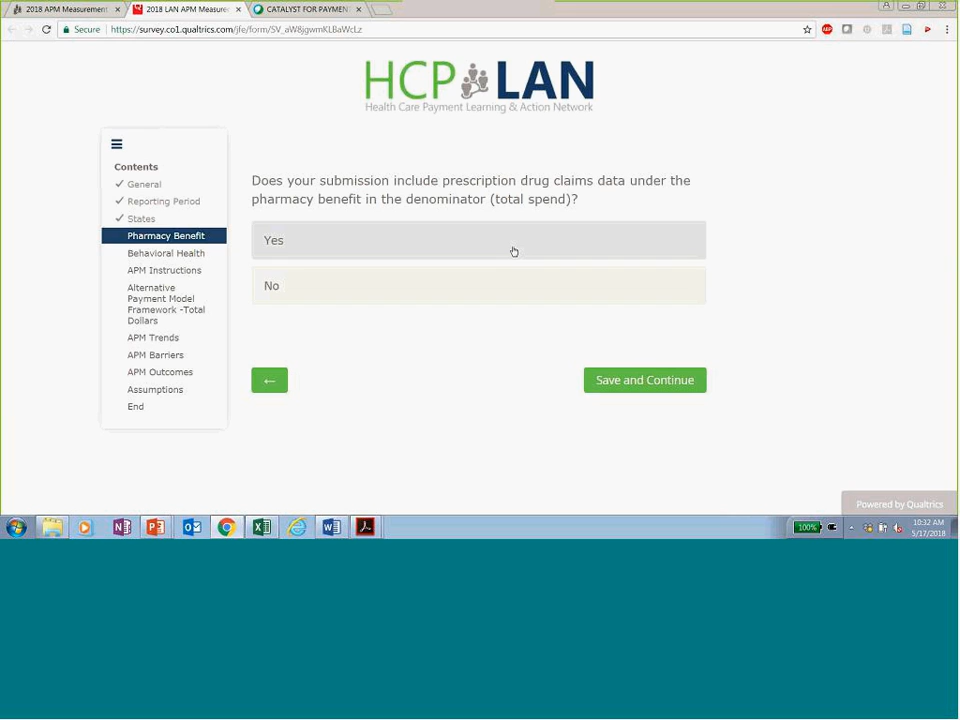 2018 APM Measurement
2018 LAN APM Measure
CATALYST FOR PAYMEN
Secure
https://survey.co1.qualtrics.com/jfe/form/SV_aW8jgwmKLBaWcLz
HCP LAN
Health Care Payment Learning & Action Network
Contents
General
Reporting Period
States
Pharmacy Benefit
Behavioral Health
APM Instructions
Alternative
Payment Model
Framework -Total
Dollars
APM Trends
APM Barriers
APM Outcomes
Assumptions
End
Does your submission include prescription drug claims data under the
pharmacy benefit in the denominator (total spend)?
Yes
No
←
Save and Continue
Powered by Qualtrics
100%
10:32 AM
5/17/2018